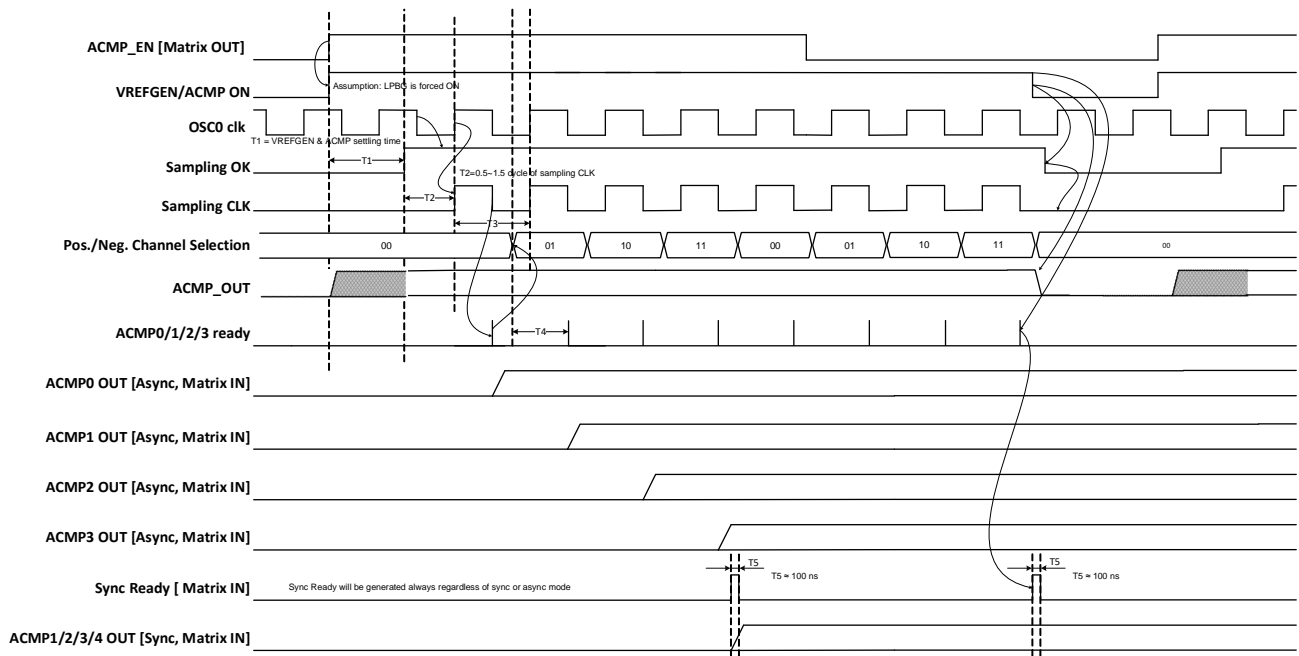 ACMP_EN [Matrix OUT]
VREFGEN/ACMP ON
Assumption: LPBG is forced ON
OSC0 clk
T1 = VREFGEN & ACMP settling time
Sampling OK
T1
T2=0.5~1.5 cycle of sampling CLK
T2
Sampling CLK
T3
Pos./Neg. Channel Selection
00 01 10 11 00 01 10 11 00
ACMP_OUT
ACMP0/1/2/3 ready
T4
ACMP0 OUT [Async, Matrix IN]
ACMP1 OUT [Async, Matrix IN]
ACMP2 OUT [Async, Matrix IN]
ACMP3 OUT [Async, Matrix IN]
T5 T5
T5 ≈ 100 ns T5 ≈ 100 ns
Sync Ready [ Matrix IN]
Sync Ready will be generated always regardless of sync or async mode
ACMP1/2/3/4 OUT [Sync, Matrix IN]